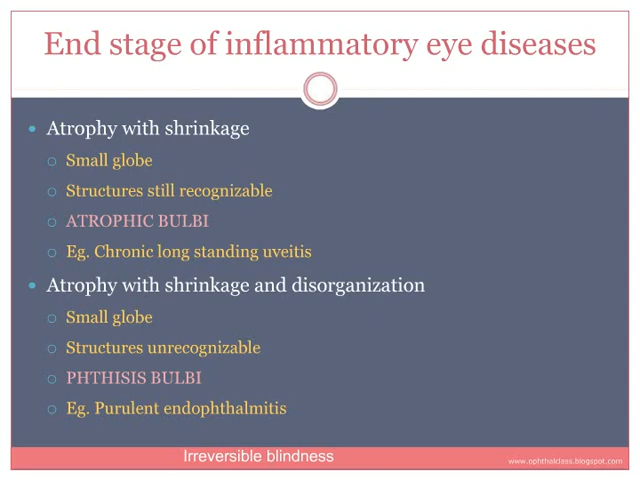 End stage of inflammatory eye diseases
Atrophy with shrinkage
Small globe
Structures still recognizable
ATROPHIC BULBI
Eg. Chronic long standing uveitis
Atrophy with shrinkage and disorganization
Small globe
Structures unrecognizable
PHTHISIS BULBI
Eg. Purulent endophthalmitis
Irreversible blindness
www.ophthalclass.blogspot.com